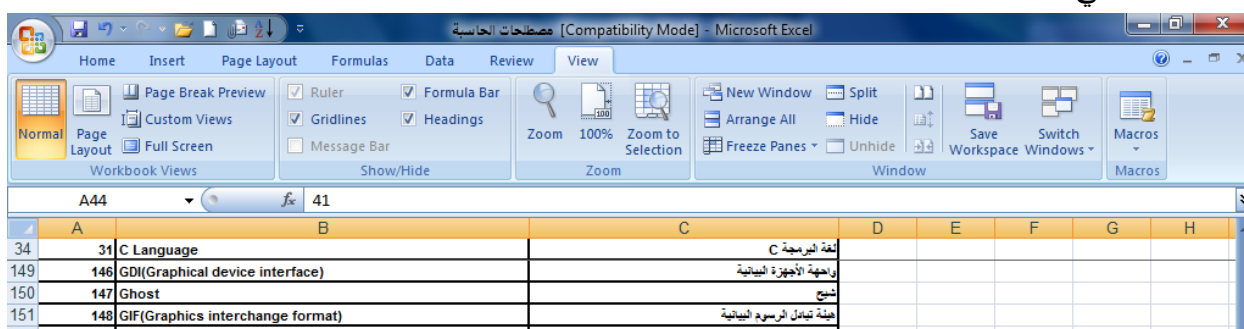 في
مصطلحات الحاسبة [Compatibility Mode] - Microsoft Excel
Home Insert Page Layout Formulas Data Review View
Normal Page Layout Page Break Preview Custom Views Full Screen
Workbook Views
Ruler Formula Bar
Gridlines Headings
Message Bar
Show/Hide
Zoom 100% Zoom to Selection
Zoom
New Window Split
Arrange All Hide
Freeze Panes Unhide
Save Workspace Switch Windows
Window
Macros
Macros
A44 fx 41
A B C D E F G H
34 31 C Language لغة البرمجة C
149 146 GDI(Graphical device interface) واجهة الأجهزة البيانية
150 147 Ghost شبح
151 148 GIF(Graphics interchange format) هيئة تبادل الرسوم البيانية